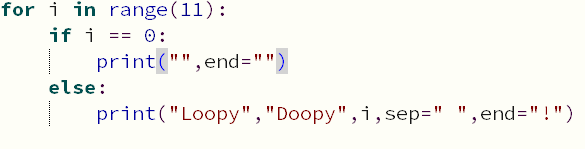 for i in range(11):
    if i == 0:
        print("",end="")
    else:
        print("Loopy","Doopy",i,sep=" ",end="!")